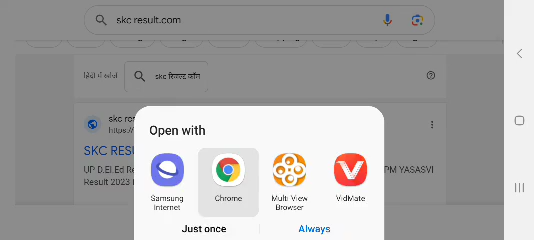 skc result.com
हिंदी में खोजें
skc रिजल्ट कॉम
skc res
https://
SKC RESU
UP D.El.Ed Re
PM YASASVI
Result 2023 I
Open with
Samsung Internet
Chrome
Multi View Browser
VidMate
Just once
Always